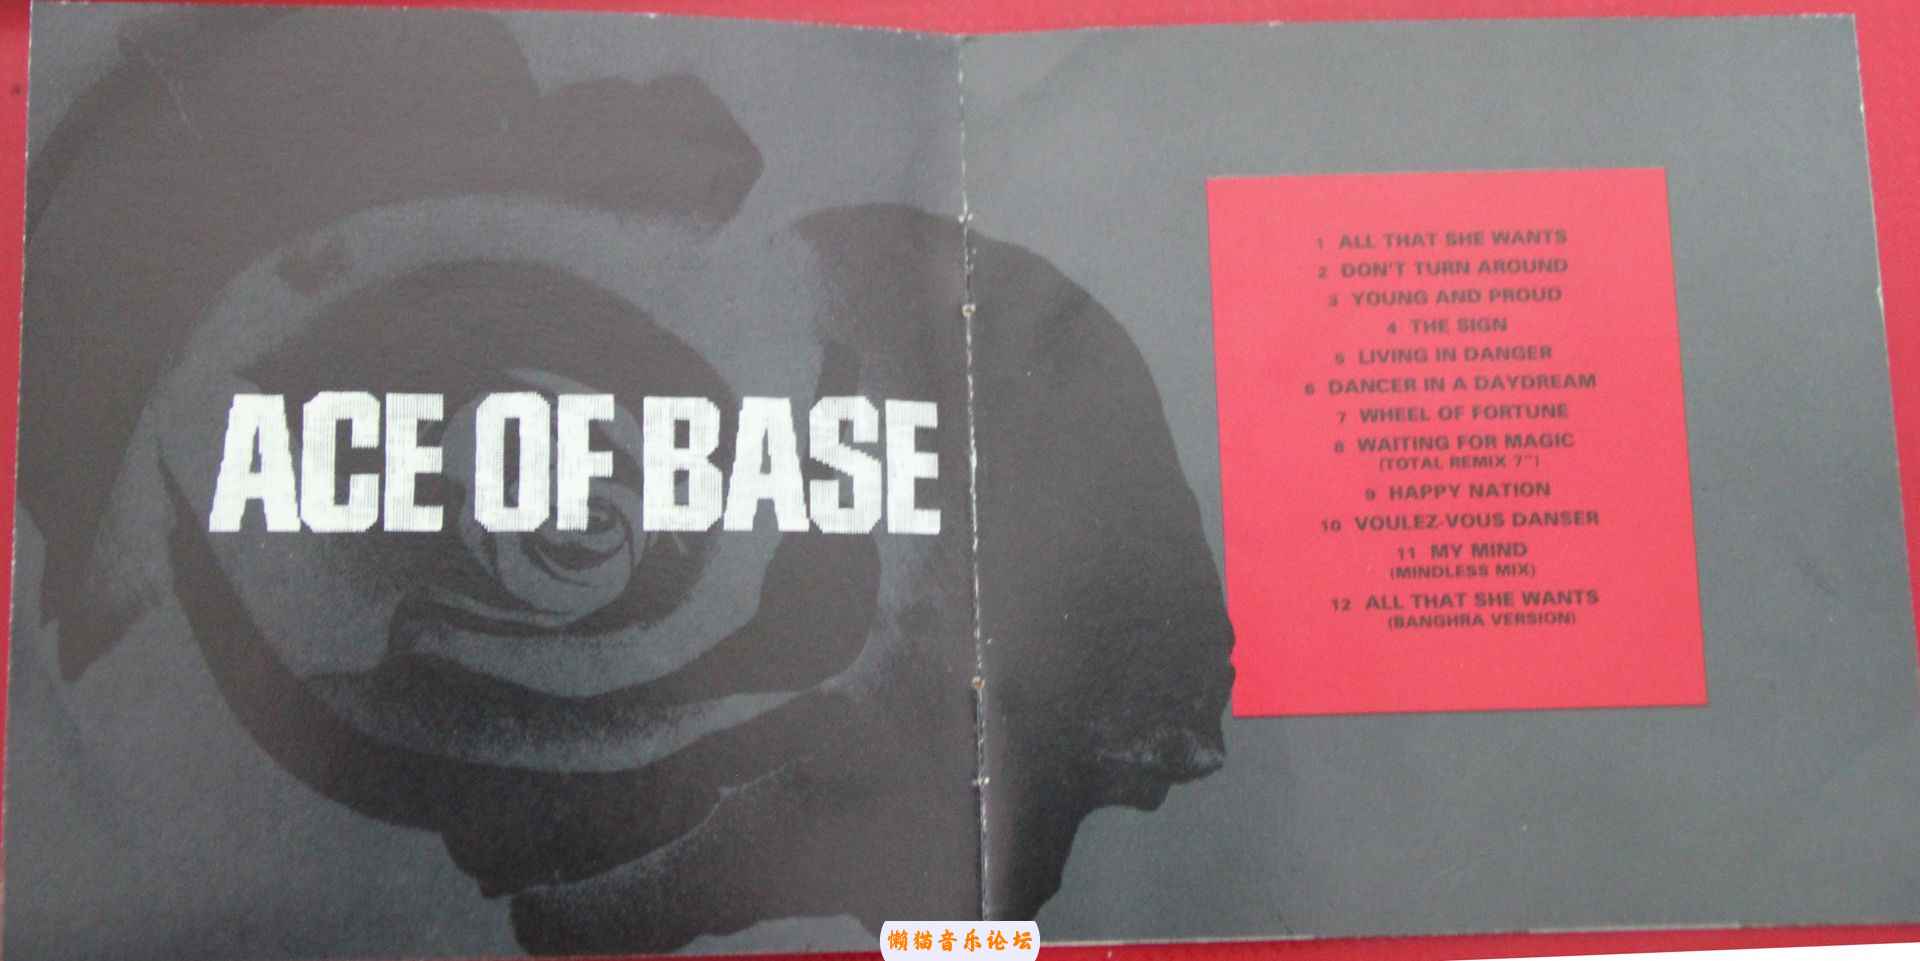 ACE OF BASE
1 ALL THAT SHE WANTS
2 DON'T TURN AROUND
3 YOUNG AND PROUD
4 THE SIGN
5 LIVING IN DANGER
6 DANCER IN A DAYDREAM
7 WHEEL OF FORTUNE
8 WAITING FOR MAGIC
(TOTAL REMIX 7")
9 HAPPY NATION
10 VOULEZ-VOUS DANSER
11 MY MIND
(MINDLESS MIX)
12 ALL THAT SHE WANTS
(BANGHRA VERSION)
懒猫音乐论坛